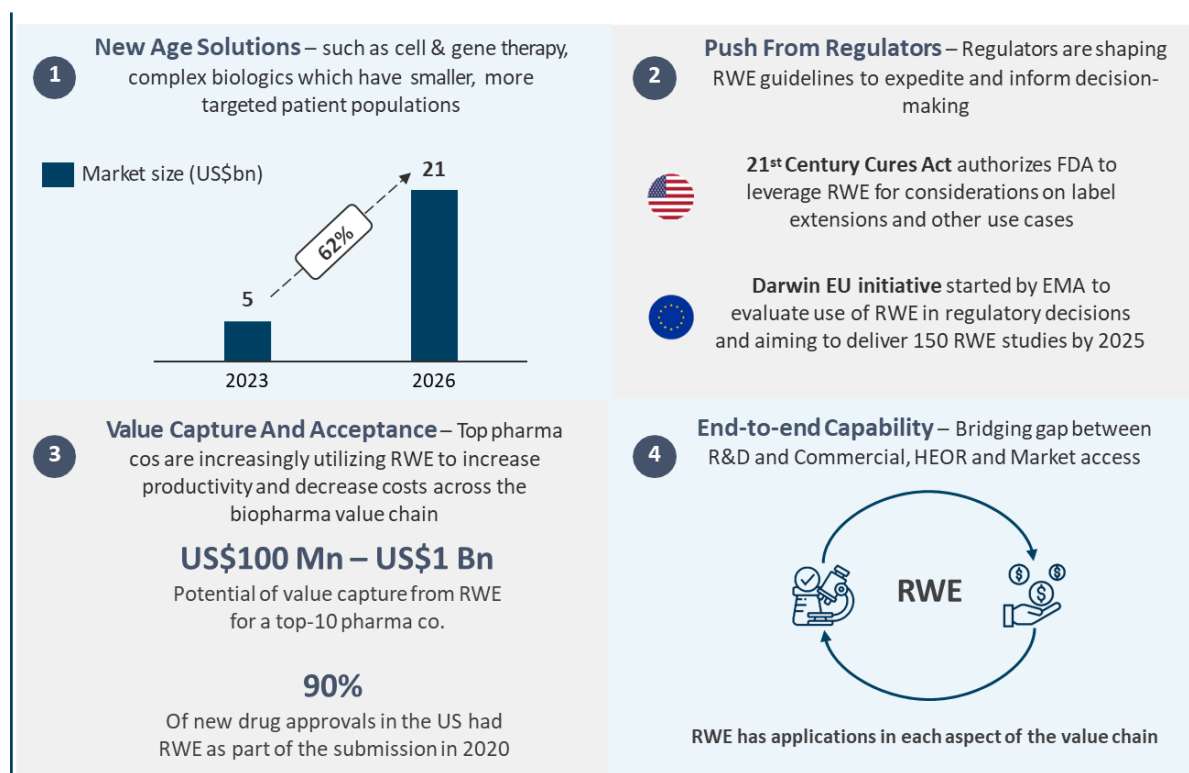 1
New Age Solutions – such as cell & gene therapy,
complex biologics which have smaller, more
targeted patient populations
Market size (US$bn)
5
62%
21
2023
2026
2
Push From Regulators – Regulators are shaping
RWE guidelines to expedite and inform decision-
making
21st Century Cures Act authorizes FDA to
leverage RWE for considerations on label
extensions and other use cases
Darwin EU initiative started by EMA to
evaluate use of RWE in regulatory decisions
and aiming to deliver 150 RWE studies by 2025
3
Value Capture And Acceptance – Top pharma
cos are increasingly utilizing RWE to increase
productivity and decrease costs across the
biopharma value chain
US$100 Mn – US$1 Bn
Potential of value capture from RWE
for a top-10 pharma co.
90%
Of new drug approvals in the US had
RWE as part of the submission in 2020
4
End-to-end Capability – Bridging gap between
R&D and Commercial, HEOR and Market access
RWE
$ $
$
RWE has applications in each aspect of the value chain